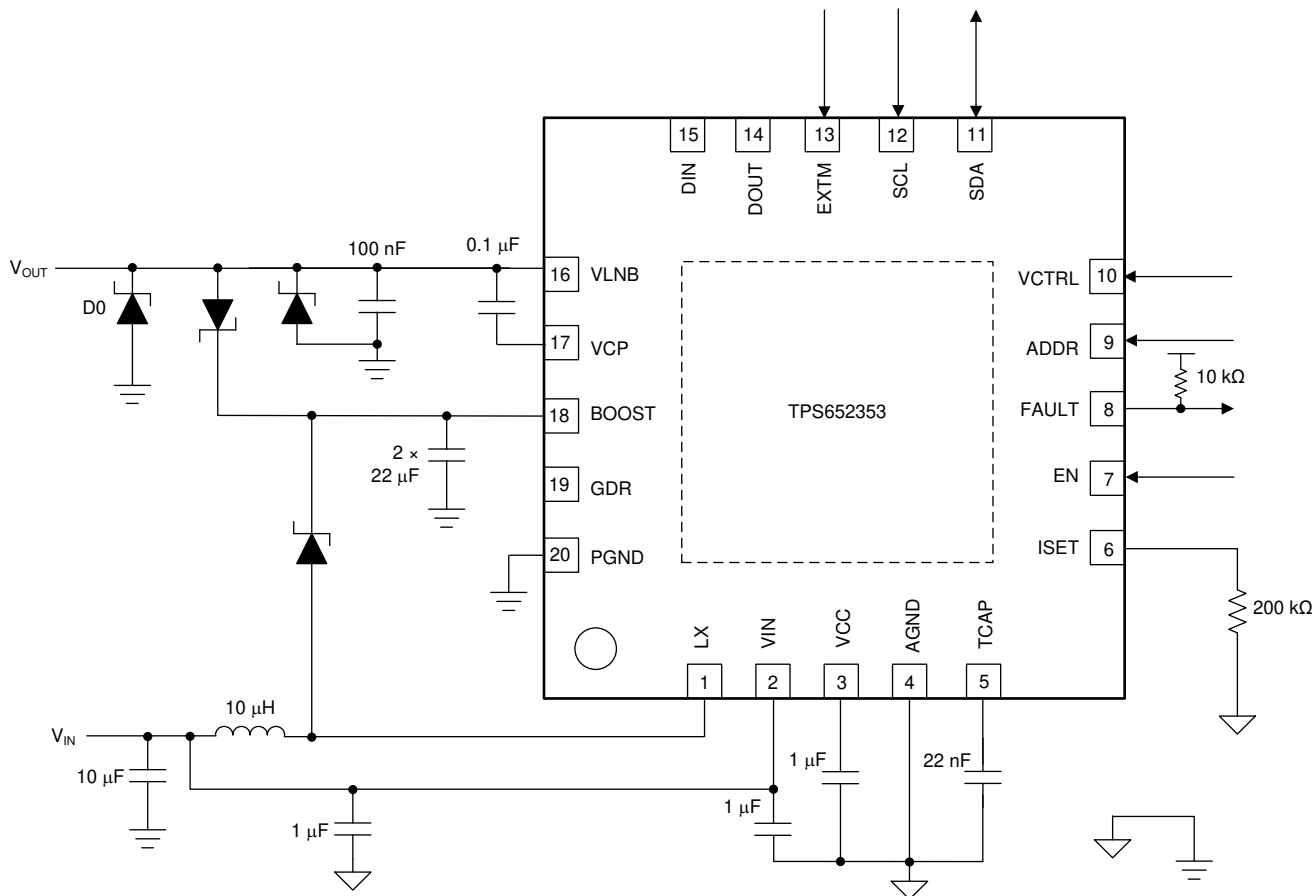 15
14
13
12
11
DIN
DOUT
EXTM
SCL
SDA
100 nF
0.1 μF
V_OUT
16
VLNB
VCTRL
10
D0
17
VCP
ADDR
9
10 kΩ
18
BOOST
TPS652353
FAULT
8
2 ×
22 μF
19
GDR
EN
7
20
PGND
ISET
6
200 kΩ
LX
VIN
VCC
AGND
TCAP
1
2
3
4
5
10 μH
V_IN
10 μF
1 μF
22 nF
1 μF
1 μF